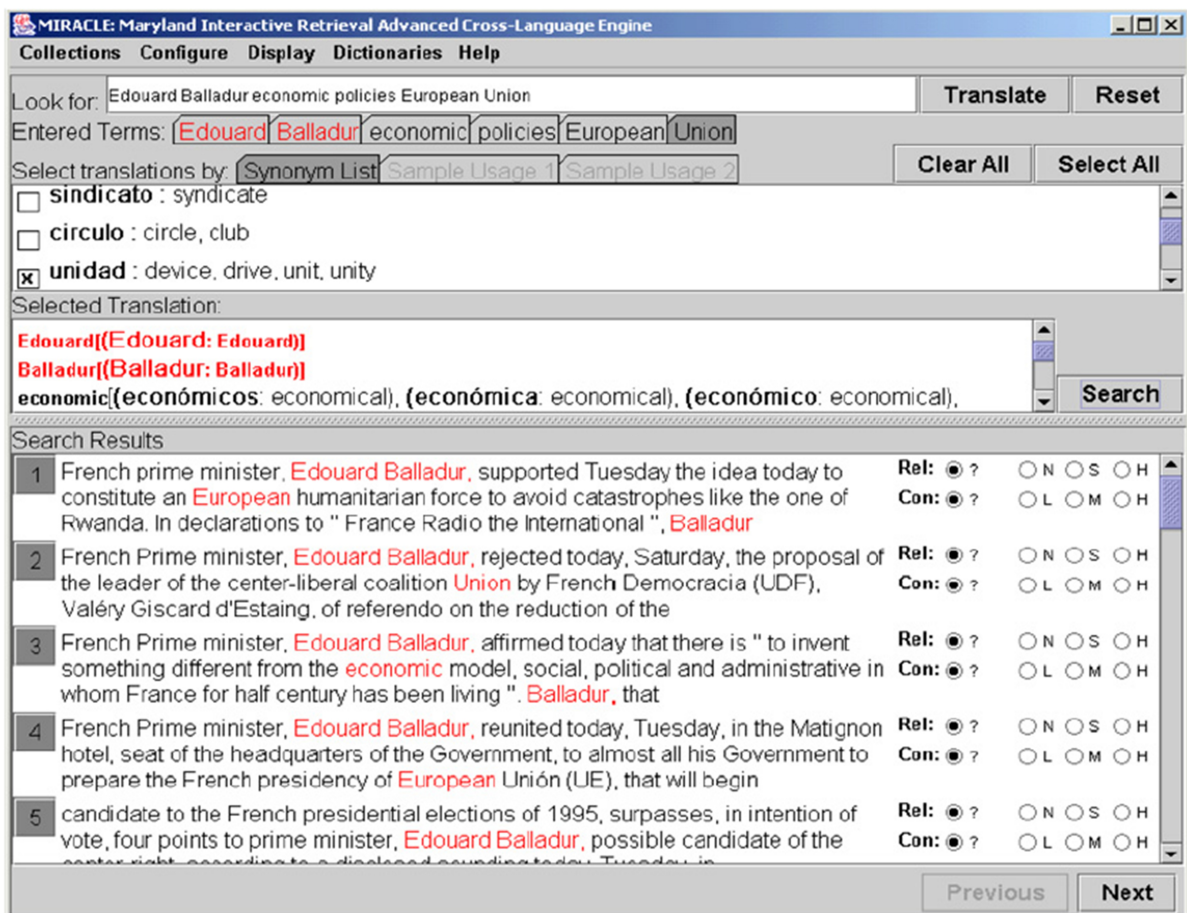 MIRACLE: Maryland Interactive Retrieval Advanced Cross-Language Engine
Collections Configure Display Dictionaries Help
Look for: Edouard Balladur economic policies European Union Translate Reset
Entered Terms: Edouard Balladur economic policies European Union
Select translations by: Synonym List Sample Usage 1 Sample Usage 2 Clear All Select All
sindicato : syndicate
circulo : circle, club
unidad : device, drive, unit, unity
Selected Translation:
Edouard[(Edouard: Edouard)]
Balladur[(Balladur: Balladur)]
economic[(económicos: economical), (económica: economical), (económico: economical),
Search
Search Results
1 French prime minister, Edouard Balladur, supported Tuesday the idea today to Rel: ? N S H
constitute an European humanitarian force to avoid catastrophes like the one of Con: ? L M H
Rwanda. In declarations to " France Radio the International ", Balladur
2 French Prime minister, Edouard Balladur, rejected today, Saturday, the proposal of Rel: ? N S H
the leader of the center-liberal coalition Union by French Democracia (UDF), Con: ? L M H
Valéry Giscard d'Estaing, of referendo on the reduction of the
3 French Prime minister, Edouard Balladur, affirmed today that there is " to invent Rel: ? N S H
something different from the economic model, social, political and administrative in Con: ? L M H
whom France for half century has been living ". Balladur, that
4 French Prime minister, Edouard Balladur, reunited today, Tuesday, in the Matignon Rel: ? N S H
hotel, seat of the headquarters of the Government, to almost all his Government to Con: ? L M H
prepare the French presidency of European Unión (UE), that will begin
5 candidate to the French presidential elections of 1995, surpasses, in intention of Rel: ? N S H
vote, four points to prime minister, Edouard Balladur, possible candidate of the Con: ? L M H
Previous Next